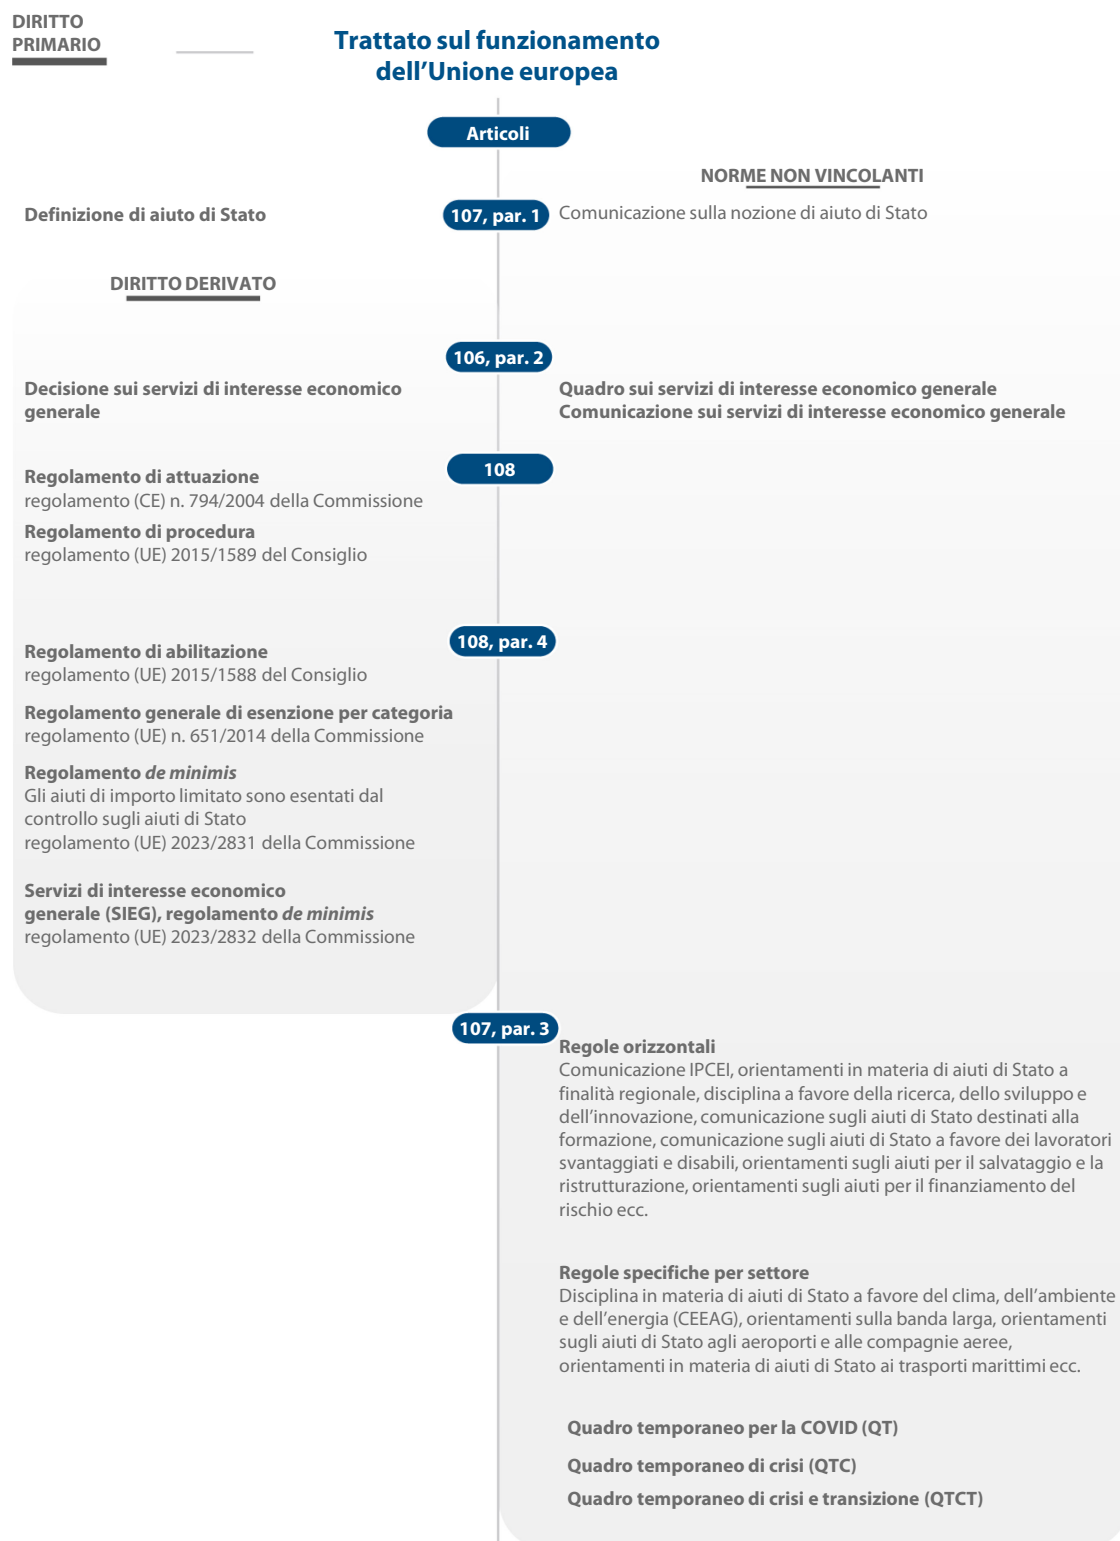 DIRITTO
PRIMARIO
Trattato sul funzionamento
dell’Unione europea
Articoli
NORME NON VINCOLANTI
Definizione di aiuto di Stato
107, par. 1
Comunicazione sulla nozione di aiuto di Stato
DIRITTO DERIVATO
106, par. 2
Decisione sui servizi di interesse economico
generale
Quadro sui servizi di interesse economico generale
Comunicazione sui servizi di interesse economico generale
108
Regolamento di attuazione
regolamento (CE) n. 794/2004 della Commissione
Regolamento di procedura
regolamento (UE) 2015/1589 del Consiglio
108, par. 4
Regolamento di abilitazione
regolamento (UE) 2015/1588 del Consiglio
Regolamento generale di esenzione per categoria
regolamento (UE) n. 651/2014 della Commissione
Regolamento de minimis
Gli aiuti di importo limitato sono esentati dal
controllo sugli aiuti di Stato
regolamento (UE) 2023/2831 della Commissione
Servizi di interesse economico
generale (SIEG), regolamento de minimis
regolamento (UE) 2023/2832 della Commissione
107, par. 3
Regole orizzontali
Comunicazione IPCEI, orientamenti in materia di aiuti di Stato a
finalità regionale, disciplina a favore della ricerca, dello sviluppo e
dell’innovazione, comunicazione sugli aiuti di Stato destinati alla
formazione, comunicazione sugli aiuti di Stato a favore dei lavoratori
svantaggiati e disabili, orientamenti sugli aiuti per il salvataggio e la
ristrutturazione, orientamenti sugli aiuti per il finanziamento del
rischio ecc.
Regole specifiche per settore
Disciplina in materia di aiuti di Stato a favore del clima, dell’ambiente
e dell’energia (CEEAG), orientamenti sulla banda larga, orientamenti
sugli aiuti di Stato agli aeroporti e alle compagnie aeree,
orientamenti in materia di aiuti di Stato ai trasporti marittimi ecc.
Quadro temporaneo per la COVID (QT)
Quadro temporaneo di crisi (QTC)
Quadro temporaneo di crisi e transizione (QTCT)